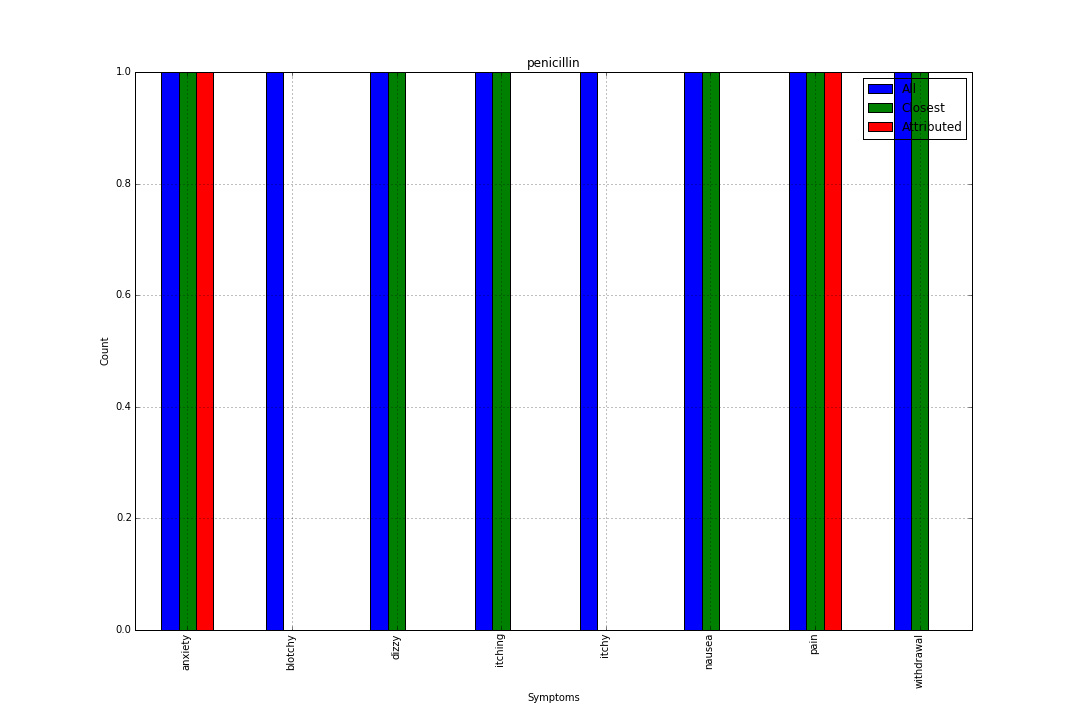 penicillin
1.0
0.8
0.6
0.4
0.2
0.0
Count
All
Closest
Attributed
anxiety
blotchy
dizzy
itching
itchy
nausea
pain
withdrawal
Symptoms